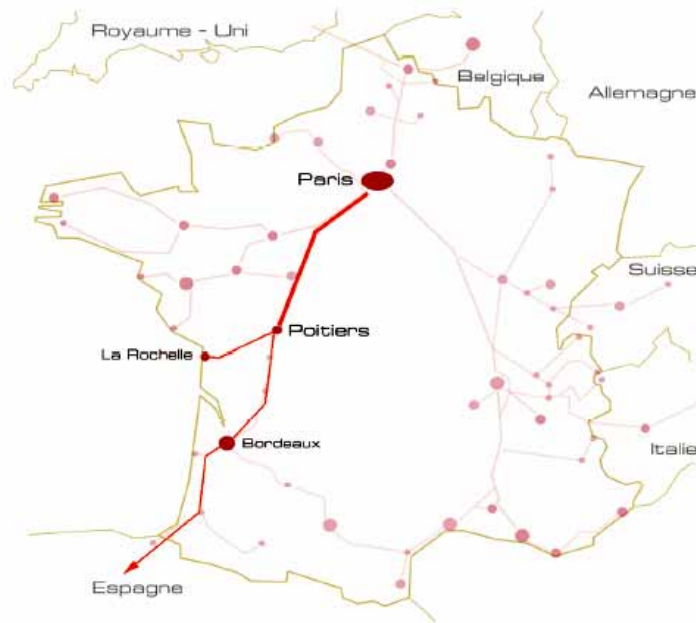 Royaume - Uni
Belgique
Allemagne
Paris
Suisse
Poitiers
La Rochelle
Bordeaux
Italie
Espagne